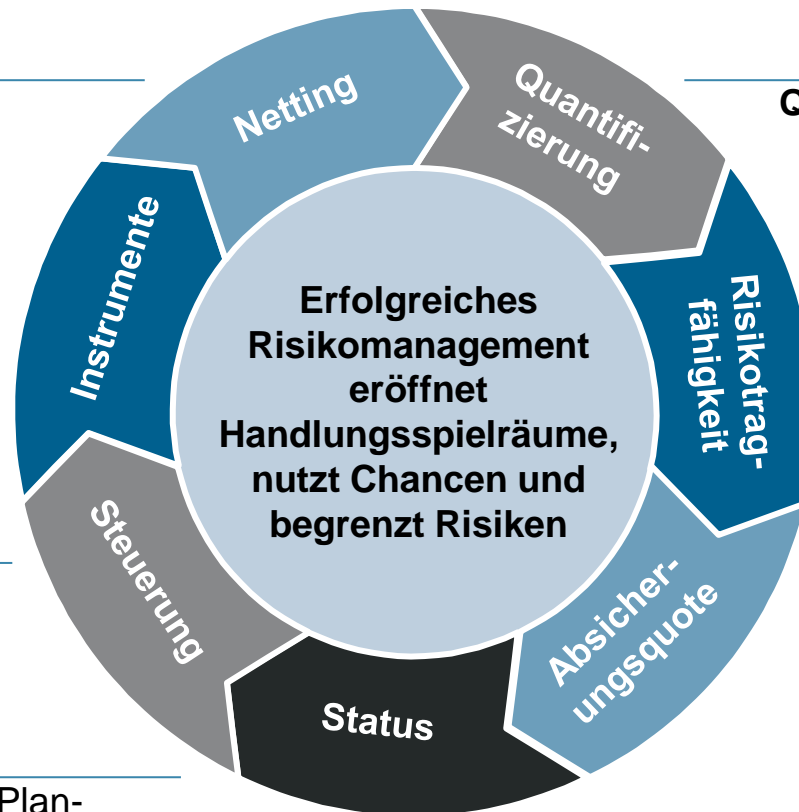 Netting
Quantifi-
zierung
Risikotrag-
fähigkeit
Absicher-
ungsquote
Status
Steuerung
Instrumente
Erfolgreiches
Risikomanagement
eröffnet
Handlungsspielräume,
nutzt Chancen und
begrenzt Risiken
Q
Plan-